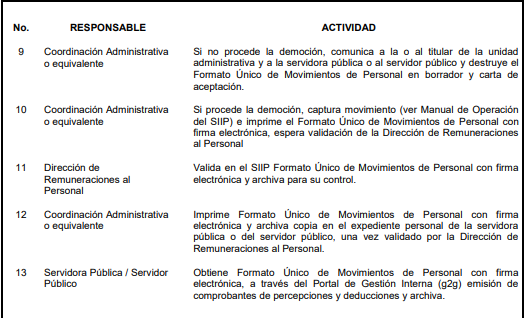 No. RESPONSABLE ACTIVIDAD
9 Coordinación Administrativa o equivalente
Si no procede la democión, comunica a la o al titular de la unidad
administrativa y a la servidora pública o al servidor público y destruye el
Formato Único de Movimientos de Personal en borrador y carta de
aceptación.
10 Coordinación Administrativa o equivalente
Si procede la democión, captura movimiento (ver Manual de Operación
del SIIP) e imprime el Formato Único de Movimientos de Personal con
firma electrónica, espera validación de la Dirección de Remuneraciones
al Personal
11 Dirección de Remuneraciones al Personal
Valida en el SIIP Formato Único de Movimientos de Personal con firma
electrónica y archiva para su control.
12 Coordinación Administrativa o equivalente
Imprime Formato Único de Movimientos de Personal con firma
electrónica y archiva copia en el expediente personal de la servidora
pública o del servidor público, una vez validado por la Dirección de
Remuneraciones al Personal.
13 Servidora Pública / Servidor Público
Obtiene Formato Único de Movimientos de Personal con firma
electrónica, a través del Portal de Gestión Interna (g2g) emisión de
comprobantes de percepciones y deducciones y archiva.